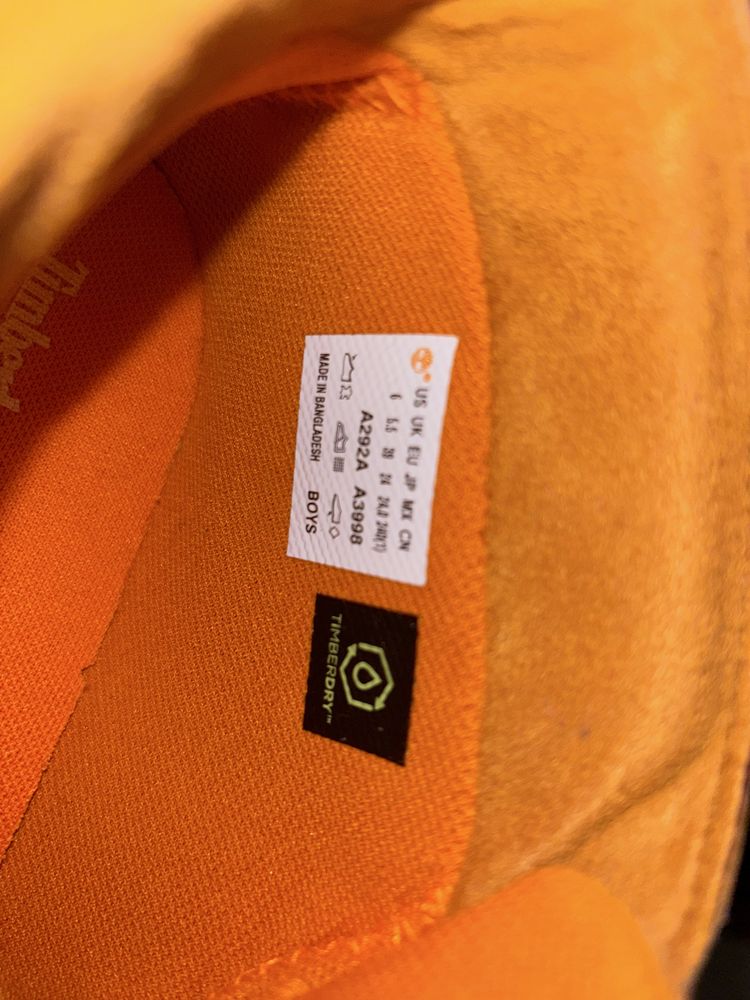 US UK EU JP MX CN
6 5.5 39 24 24.0 240(1)
A292A A3998
BOYS
MADE IN BANGLADESH
TIMBERDRY™